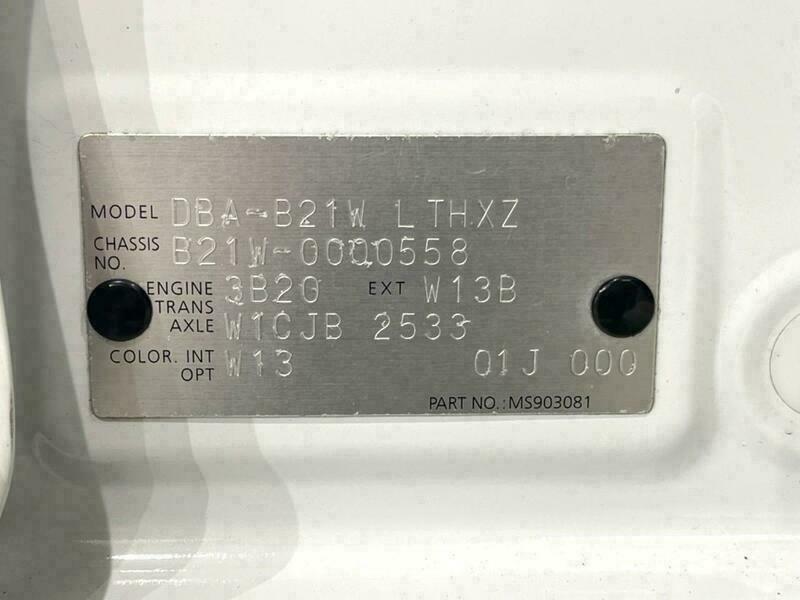 MODEL DBA-B21W LTHXZ
CHASSIS NO. B21W-0000558
ENGINE 3B20 EXT W13B
TRANS AXLE W1CJB 2533
COLOR. INT OPT W13 01J 000
PART NO.: MS903081